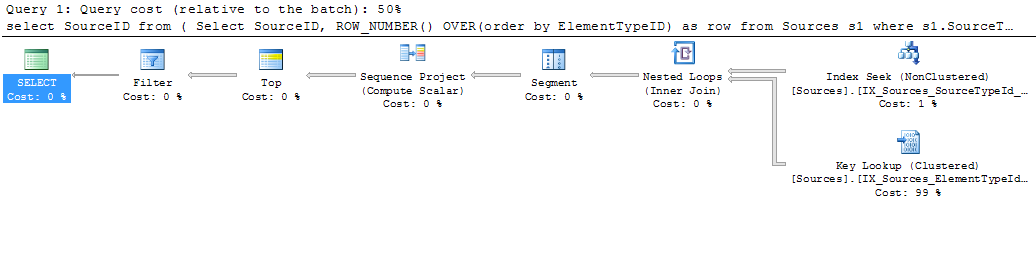 Query 1: Query cost (relative to the batch): 50%
select SourceID from ( Select SourceID, ROW_NUMBER() OVER(order by ElementTypeID) as row from Sources s1 where s1.SourceT…
SELECT
Cost: 0 %
Filter
Cost: 0 %
Top
Cost: 0 %
Sequence Project
(Compute Scalar)
Cost: 0 %
Segment
Cost: 0 %
Nested Loops
(Inner Join)
Cost: 0 %
Index Seek (NonClustered)
[Sources].[IX_Sources_SourceTypeId_…
Cost: 1 %
Key Lookup (Clustered)
[Sources].[IX_Sources_ElementTypeId…
Cost: 99 %